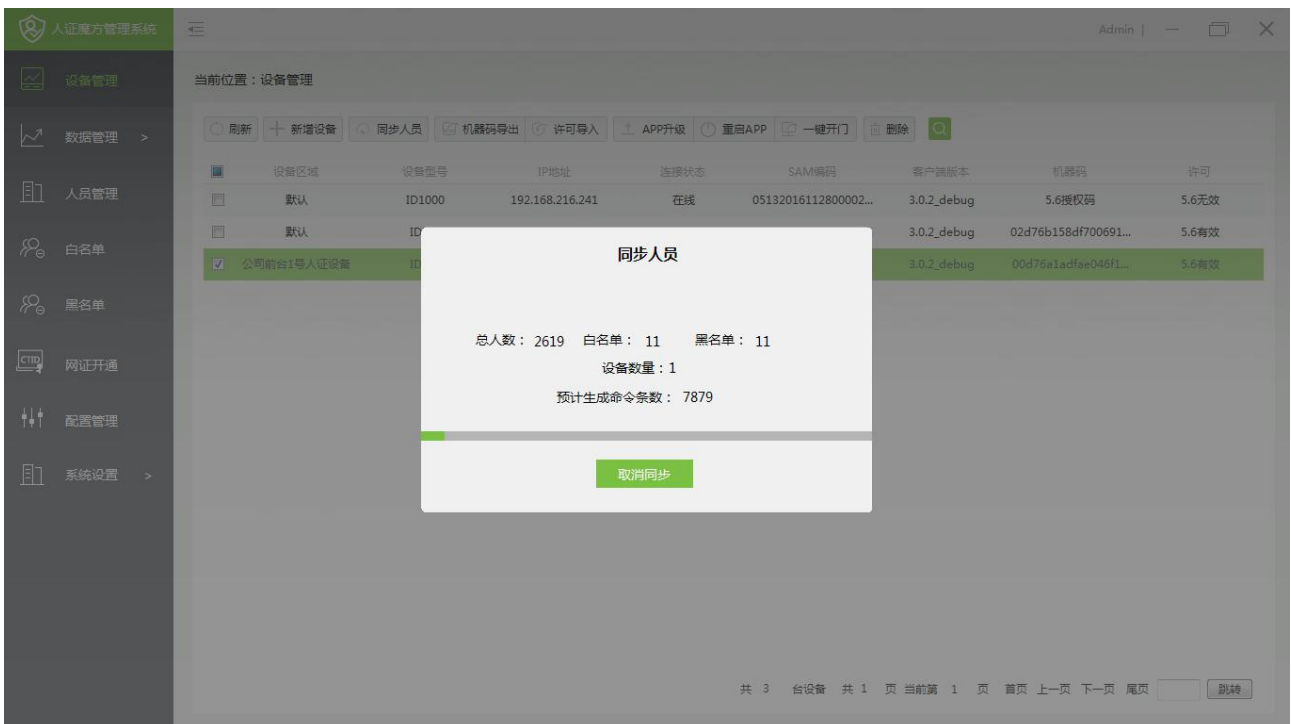 人证魔方管理系统 Admin |
设备管理
当前位置：设备管理
数据管理 >
人员管理
白名单
黑名单
CTID 网证开通
配置管理
系统设置 >
刷新 新增设备 同步人员 机器码导出 许可导入 APP升级 重启APP 一键开门 删除
设备区域 设备型号 IP地址 连接状态 SAM编码 客户端版本 机器码 许可
默认 ID1000 192.168.216.241 在线 05132016112800002... 3.0.2_debug 5.6授权码 5.6无效
默认 ID 3.0.2_debug 02d76b158df700691... 5.6有效
公司前台1号人证设备 ID 3.0.2_debug 00d76a1adfae046f1... 5.6有效
同步人员
总人数： 2619 白名单： 11 黑名单： 11
设备数量：1
预计生成命令条数： 7879
取消同步
共 3 台设备 共 1 页 当前第 1 页 首页 上一页 下一页 尾页 跳转